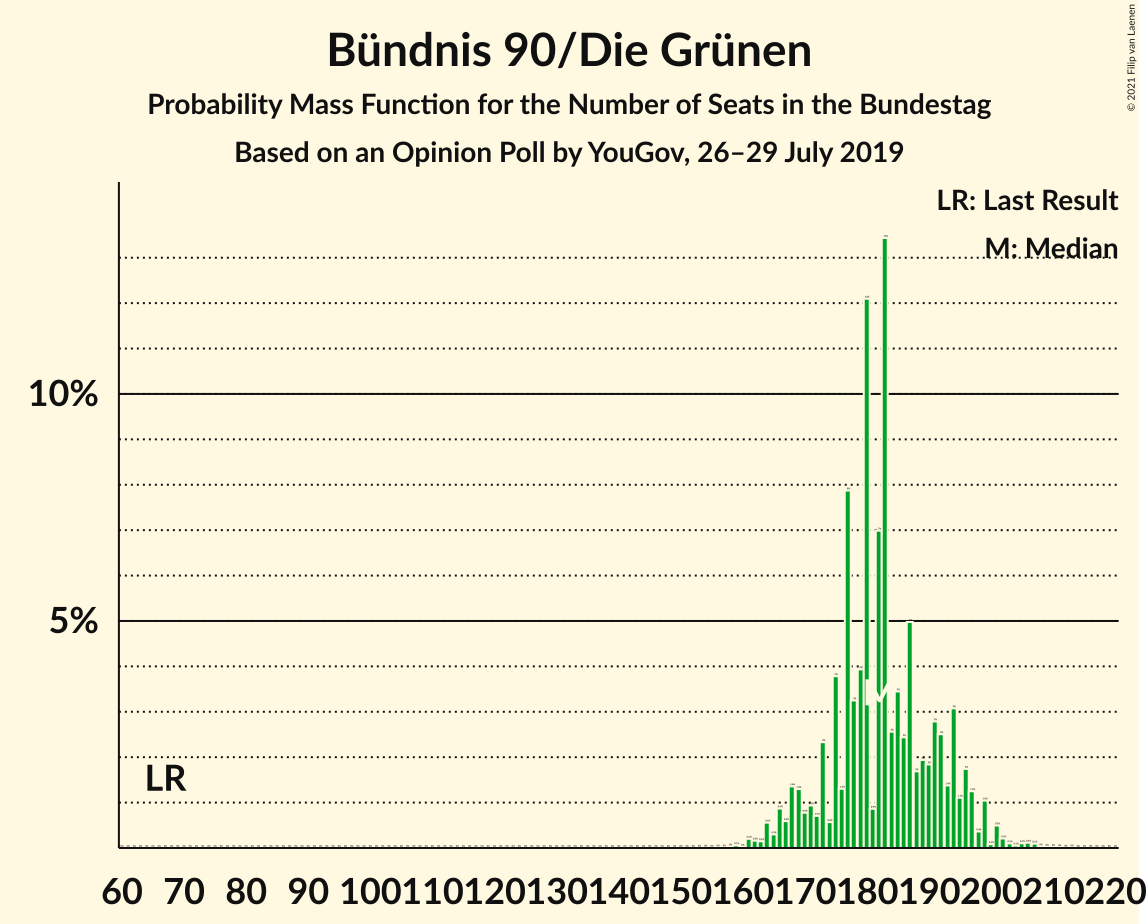 Bündnis 90/Die Grünen
Probability Mass Function for the Number of Seats in the Bundestag
Based on an Opinion Poll by YouGov, 26–29 July 2019
© 2021 Filip van Laenen
LR: Last Result
M: Median
10%
5%
LR
M
60 70 80 90 100 110 120 130 140 150 160 170 180 190 200 210 220